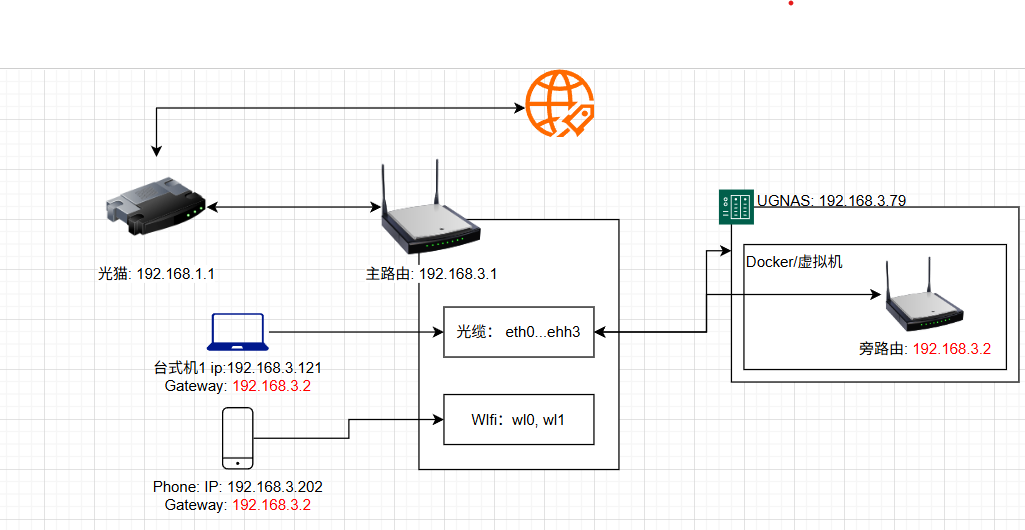 UGNAS: 192.168.3.79
Docker/虚拟机
光猫: 192.168.1.1
主路由: 192.168.3.1
光缆： eth0...ehh3
旁路由: 192.168.3.2
台式机1 ip:192.168.3.121
Gateway: 192.168.3.2
WIfi：wl0, wl1
Phone: IP: 192.168.3.202
Gateway: 192.168.3.2